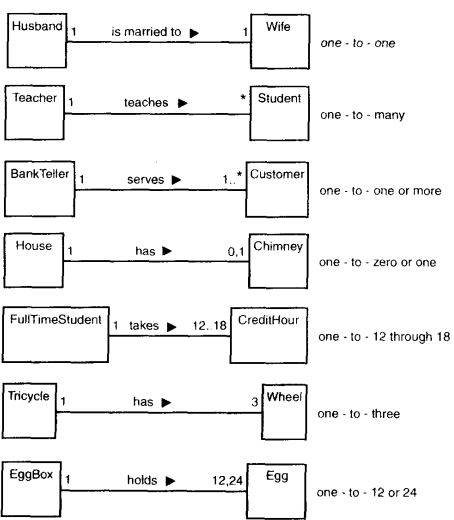 Husband 1 is married to ▶ 1 Wife one - to - one
Teacher 1 teaches ▶ * Student one - to - many
BankTeller 1 serves ▶ 1..* Customer one - to - one or more
House 1 has ▶ 0,1 Chimney one - to - zero or one
FullTimeStudent 1 takes ▶ 12..18 CreditHour one - to - 12 through 18
Tricycle 1 has ▶ 3 Wheel one - to - three
EggBox 1 holds ▶ 12,24 Egg one - to - 12 or 24